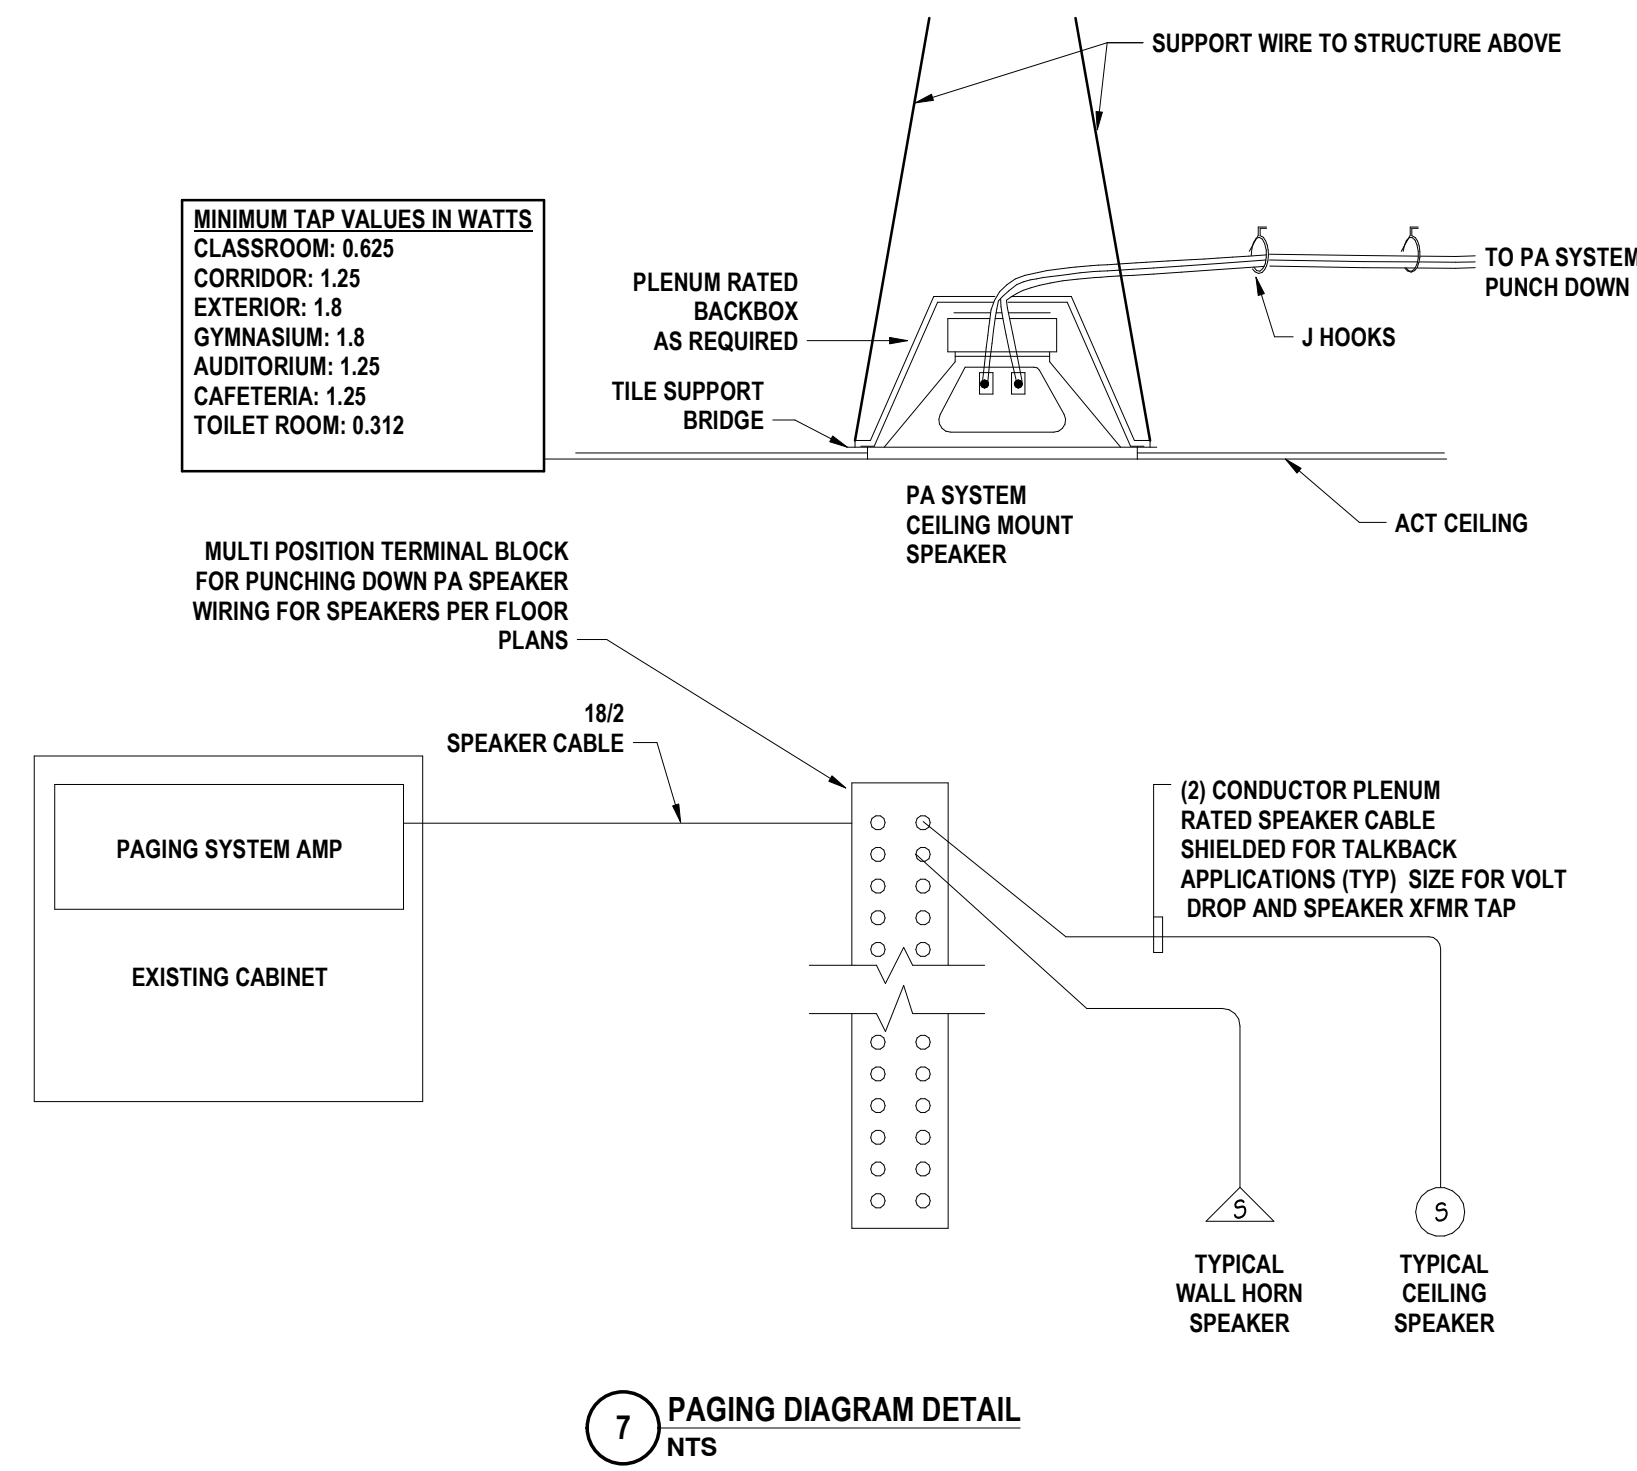 SUPPORT WIRE TO STRUCTURE ABOVE
MINIMUM TAP VALUES IN WATTS
CLASSROOM: 0.625
CORRIDOR: 1.25
EXTERIOR: 1.8
GYMNASIUM: 1.8
AUDITORIUM: 1.25
CAFETERIA: 1.25
TOILET ROOM: 0.312
PLENUM RATED
BACKBOX
AS REQUIRED
TILE SUPPORT
BRIDGE
TO PA SYSTEM
PUNCH DOWN
J HOOKS
PA SYSTEM
CEILING MOUNT
SPEAKER
ACT CEILING
MULTI POSITION TERMINAL BLOCK
FOR PUNCHING DOWN PA SPEAKER
WIRING FOR SPEAKERS PER FLOOR
PLANS
18/2
SPEAKER CABLE
PAGING SYSTEM AMP
EXISTING CABINET
(2) CONDUCTOR PLENUM
RATED SPEAKER CABLE
SHIELDED FOR TALKBACK
APPLICATIONS (TYP) SIZE FOR VOLT
DROP AND SPEAKER XFMR TAP
S
TYPICAL
WALL HORN
SPEAKER
S
TYPICAL
CEILING
SPEAKER
7
PAGING DIAGRAM DETAIL
NTS